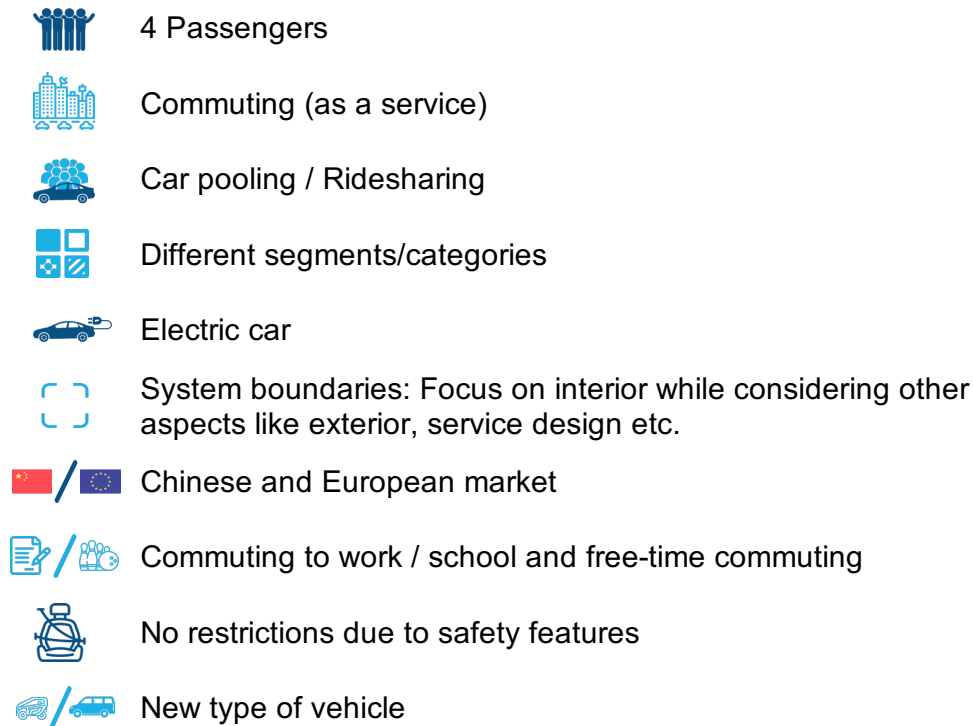 4 Passengers
Commuting (as a service)
Car pooling / Ridesharing
Different segments/categories
Electric car
System boundaries: Focus on interior while considering other
aspects like exterior, service design etc.
Chinese and European market
Commuting to work / school and free-time commuting
No restrictions due to safety features
New type of vehicle